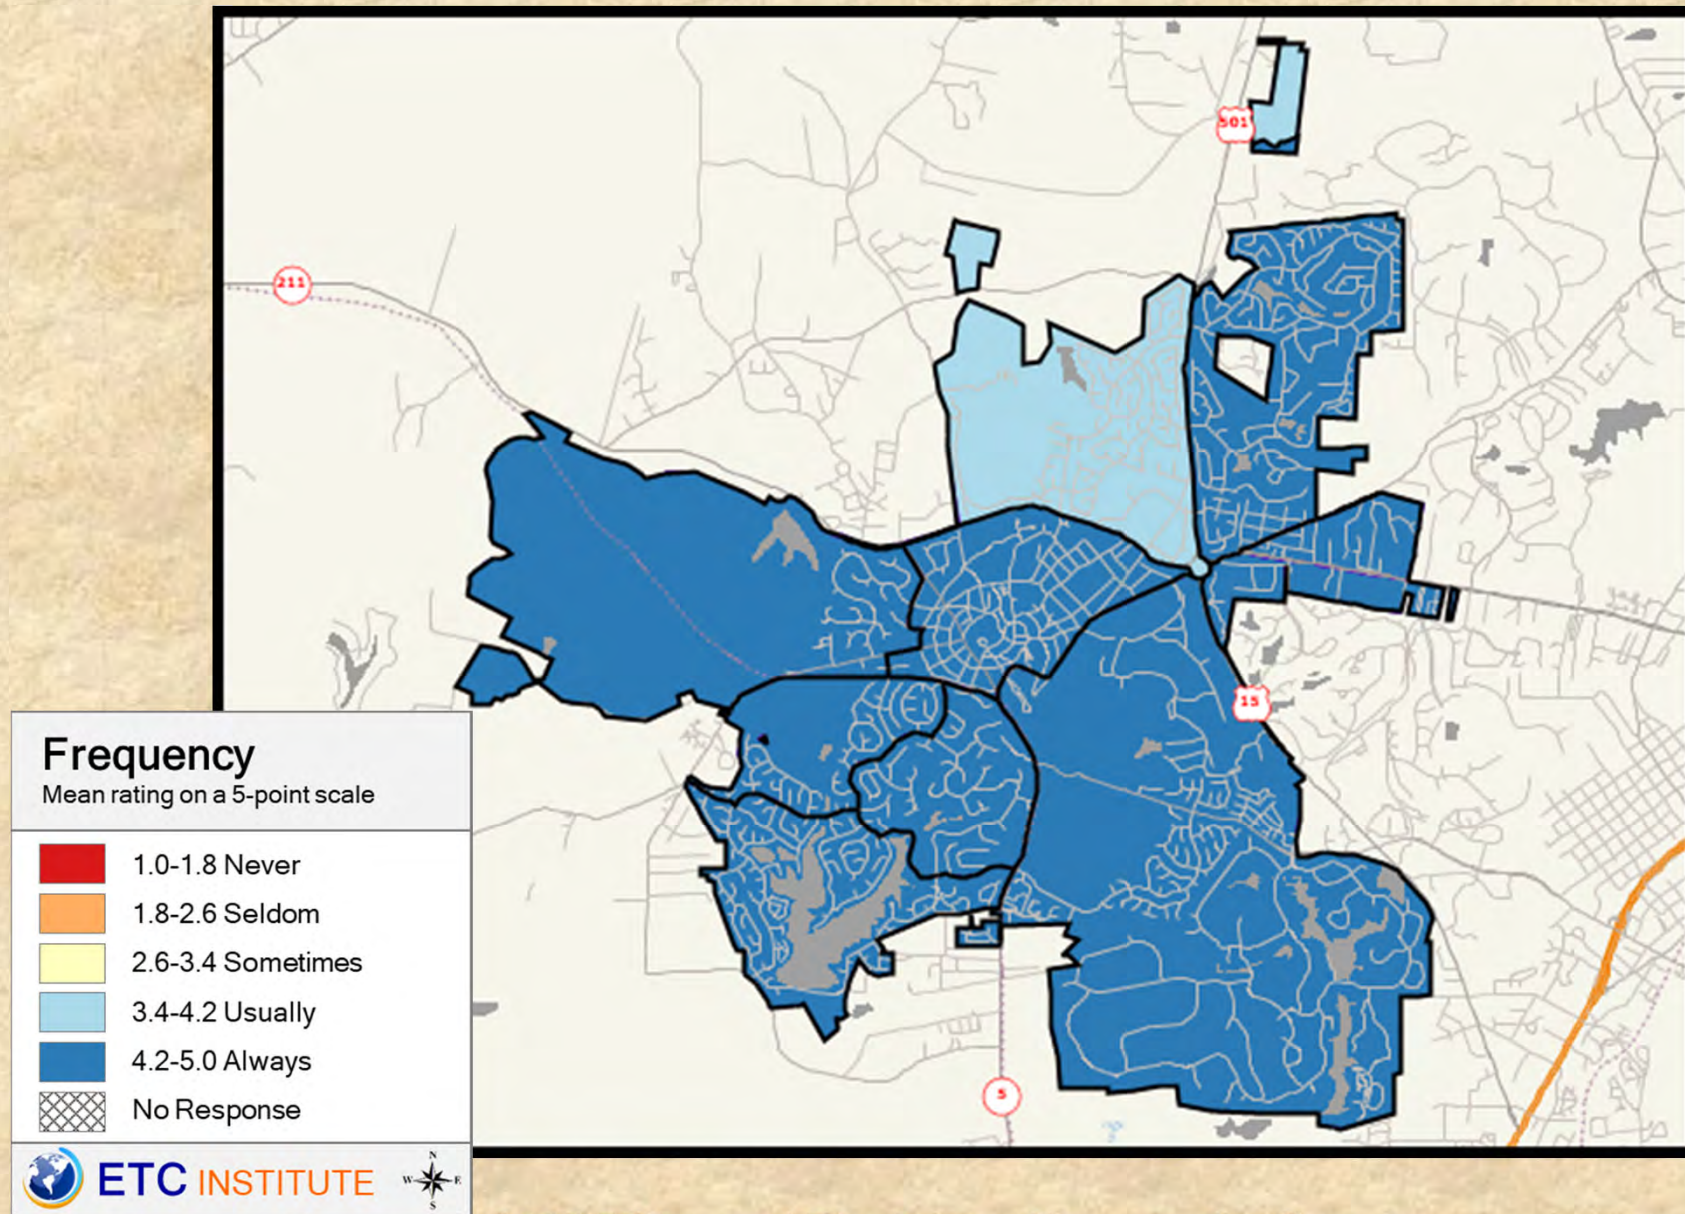 501
211
15
5
Frequency
Mean rating on a 5-point scale
1.0-1.8 Never
1.8-2.6 Seldom
2.6-3.4 Sometimes
3.4-4.2 Usually
4.2-5.0 Always
No Response
ETC INSTITUTE
N
W E
S